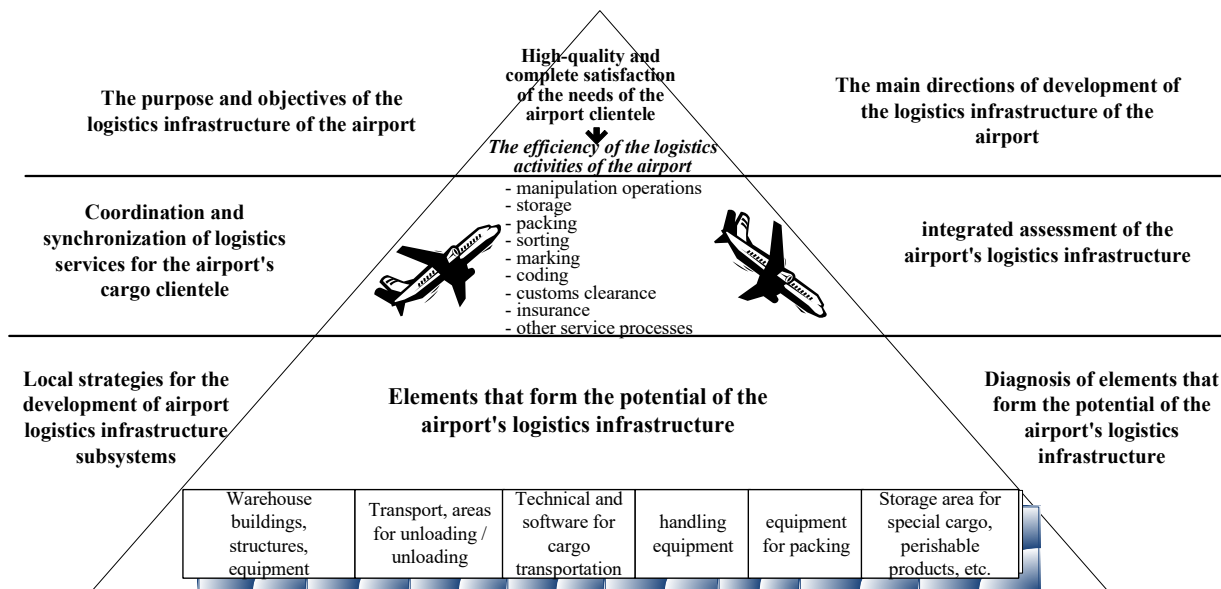 The purpose and objectives of the
logistics infrastructure of the airport
High-quality and
complete satisfaction
of the needs of the
airport clientele
The efficiency of the logistics
activities of the airport
The main directions of development of
the logistics infrastructure of the
airport
Coordination and
synchronization of logistics
services for the airport's
cargo clientele
- manipulation operations
- storage
- packing
- sorting
- marking
- coding
- customs clearance
- insurance
- other service processes
integrated assessment of the
airport's logistics infrastructure
Local strategies for the
development of airport
logistics infrastructure
subsystems
Elements that form the potential of the
airport's logistics infrastructure
Diagnosis of elements that
form the potential of the
airport's logistics
infrastructure
Warehouse
buildings,
structures,
equipment
Transport, areas
for unloading /
unloading
Technical and
software for
cargo
transportation
handling
equipment
equipment
for packing
Storage area for
special cargo,
perishable
products, etc.